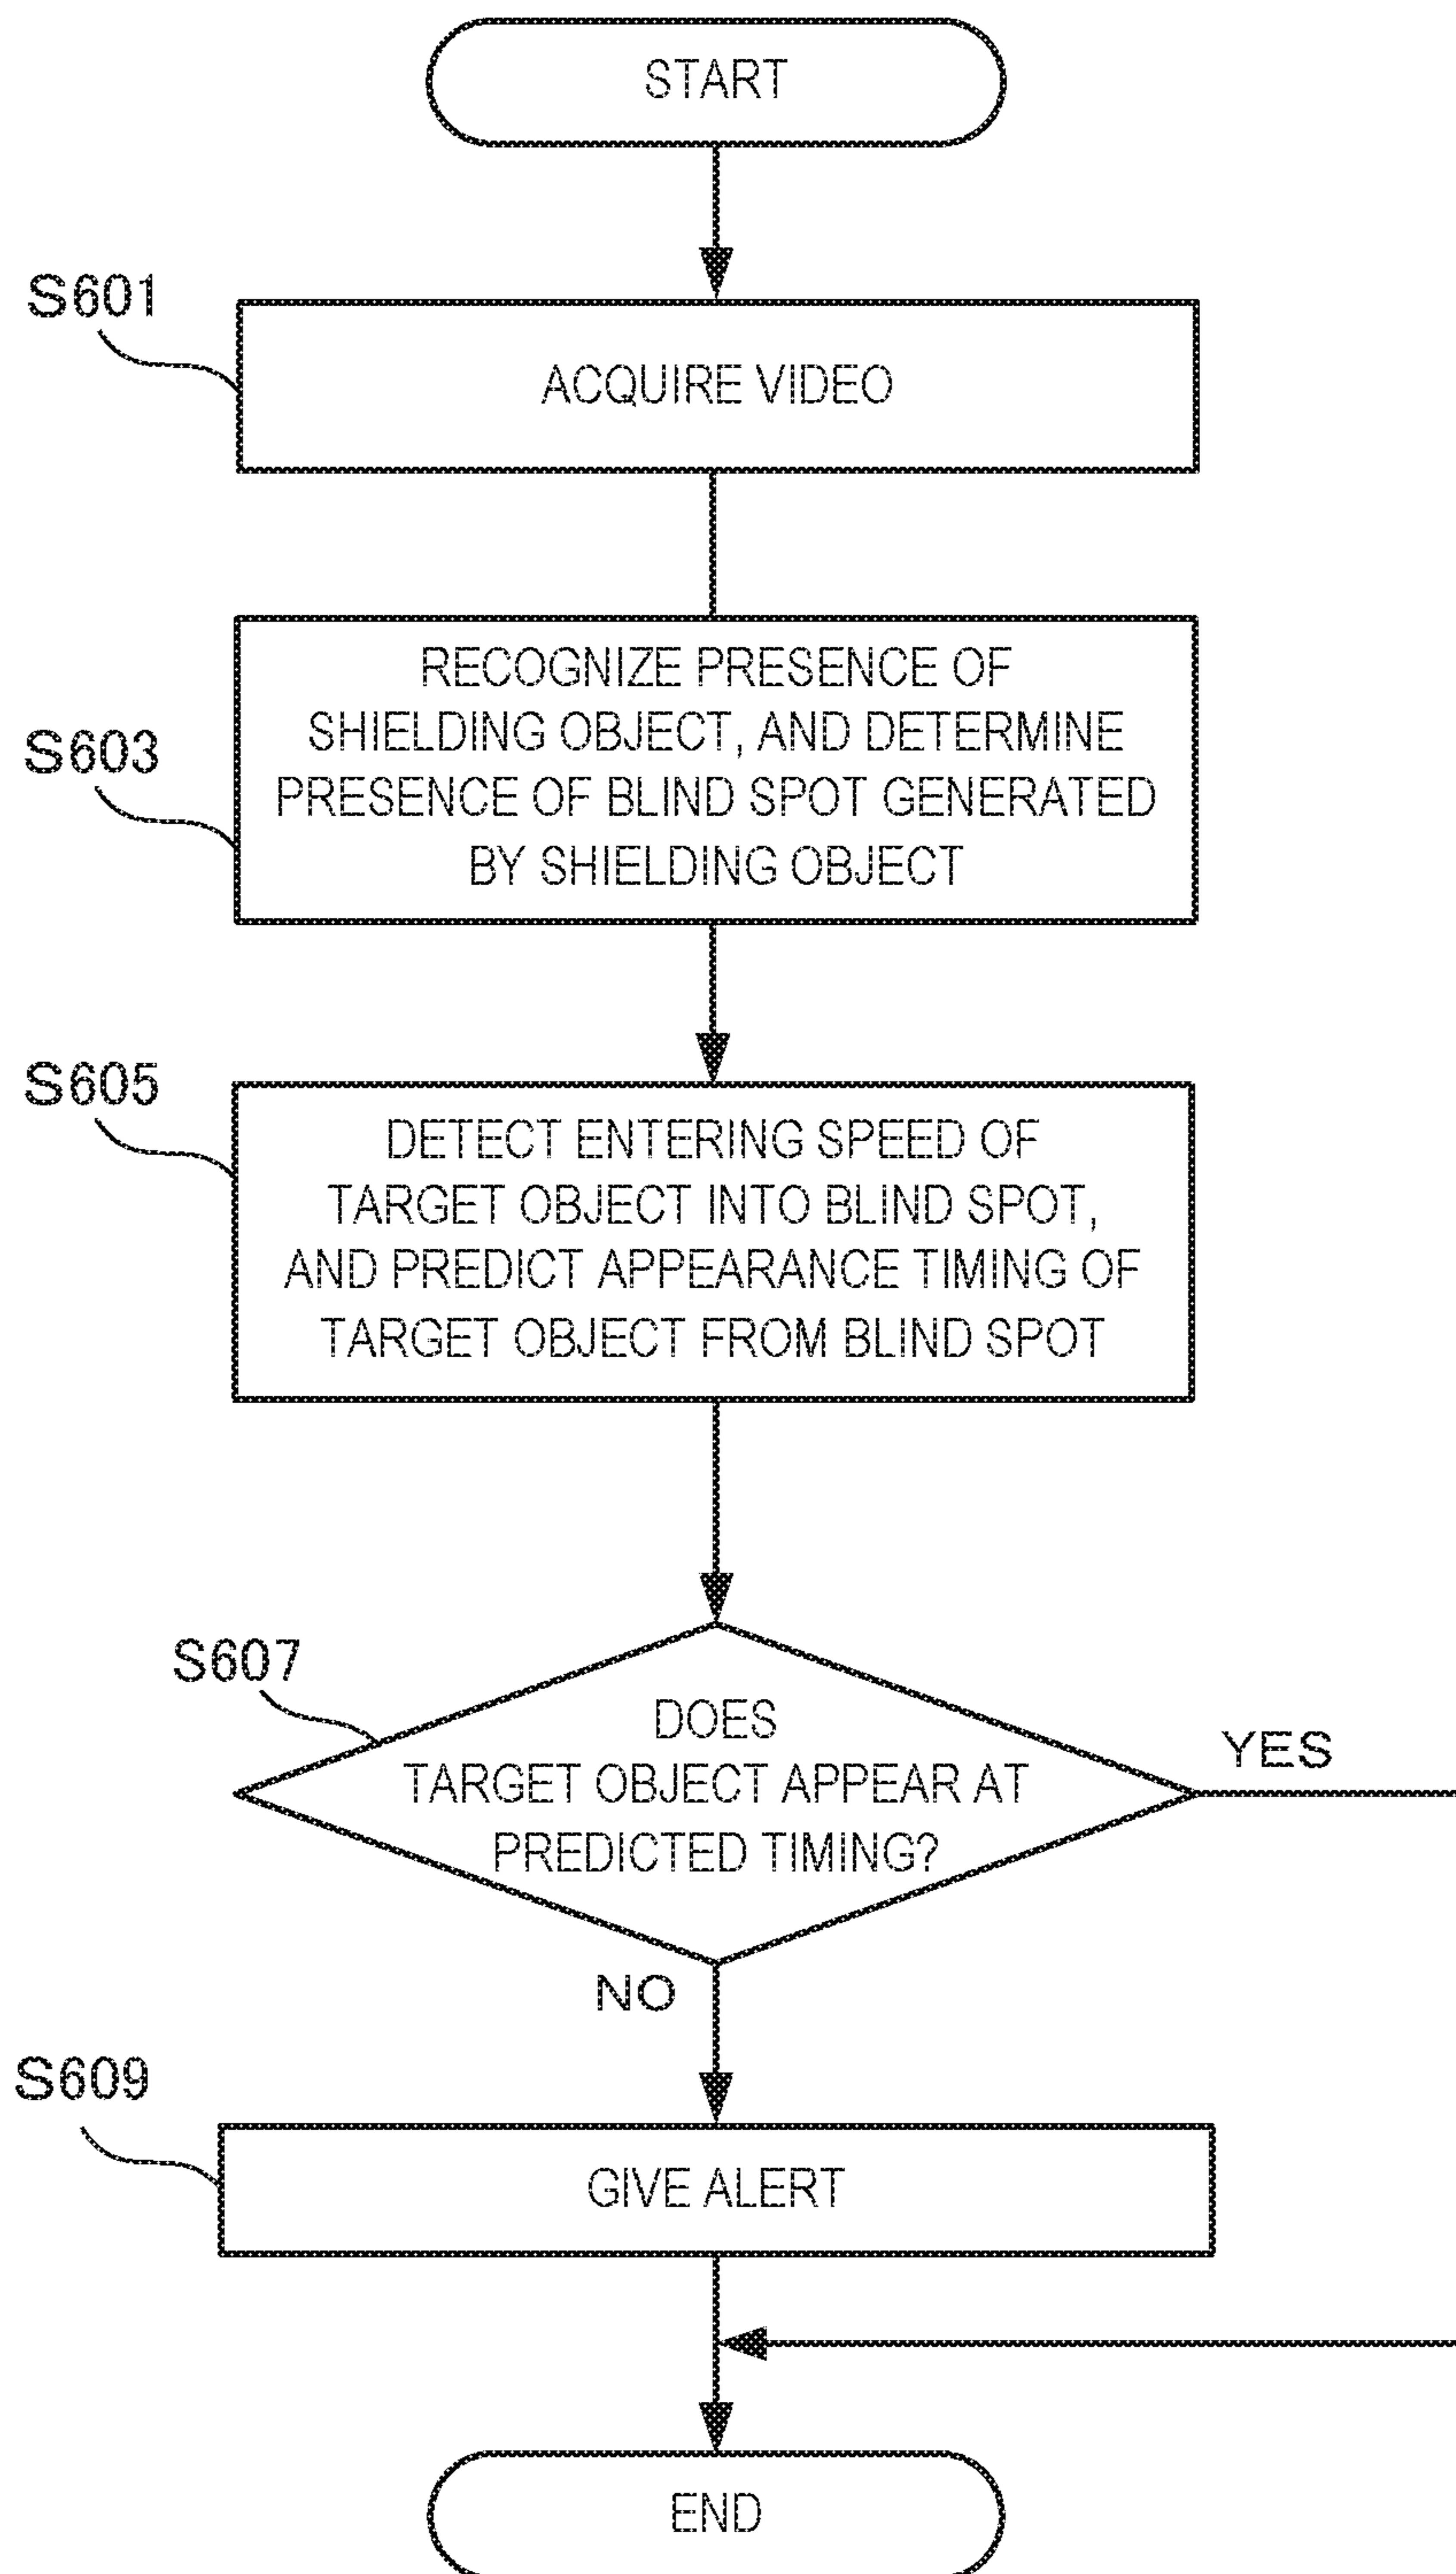 START
S601
ACQUIRE VIDEO
RECOGNIZE PRESENCE OF
SHIELDING OBJECT, AND DETERMINE
S603
PRESENCE OF BLIND SPOT GENERATED
BY SHIELDING OBJECT
S605
DETECT ENTERING SPEED OF
TARGET OBJECT INTO BLIND SPOT,
AND PREDICT APPEARANCE TIMING OF
TARGET OBJECT FROM BLIND SPOT
S607
DOES
TARGET OBJECT APPEAR AT
PREDICTED TIMING?
YES
NO
S609
GIVE ALERT
END